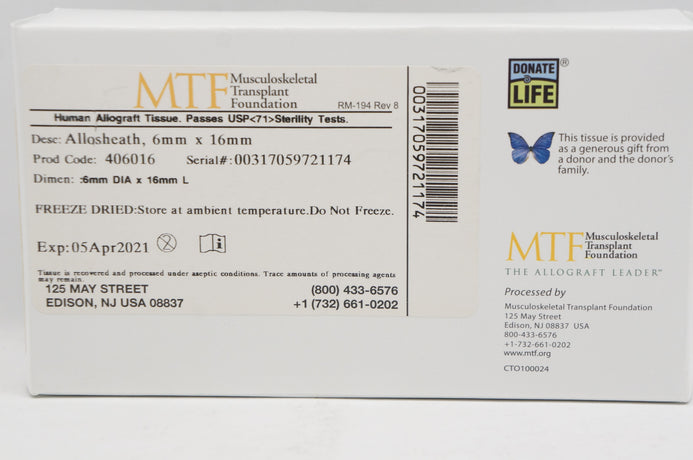 MTF Musculoskeletal
Transplant
Foundation
RM-194 Rev 8
Human Allograft Tissue. Passes USP<71>Sterility Tests.
Desc: Allosheath, 6mm x 16mm
Prod Code: 406016 Serial#: 00317059721174
Dimen: :6mm DIA x 16mm L
FREEZE DRIED:Store at ambient temperature.Do Not Freeze.
Exp: 05Apr2021
Tissue is recovered and processed under aseptic conditions. Trace amounts of processing agents
may remain.
125 MAY STREET (800) 433-6576
EDISON, NJ USA 08837 +1 (732) 661-0202
00317059721174
DONATE
LIFE
®
This tissue is provided
as a generous gift from
a donor and the donor's
family.
MTF Musculoskeletal
Transplant
Foundation
THE ALLOGRAFT LEADER™
Processed by
Musculoskeletal Transplant Foundation
125 May Street
Edison, NJ 08837 USA
800-433-6576
+1-732-661-0202
www.mtf.org
CTO100024